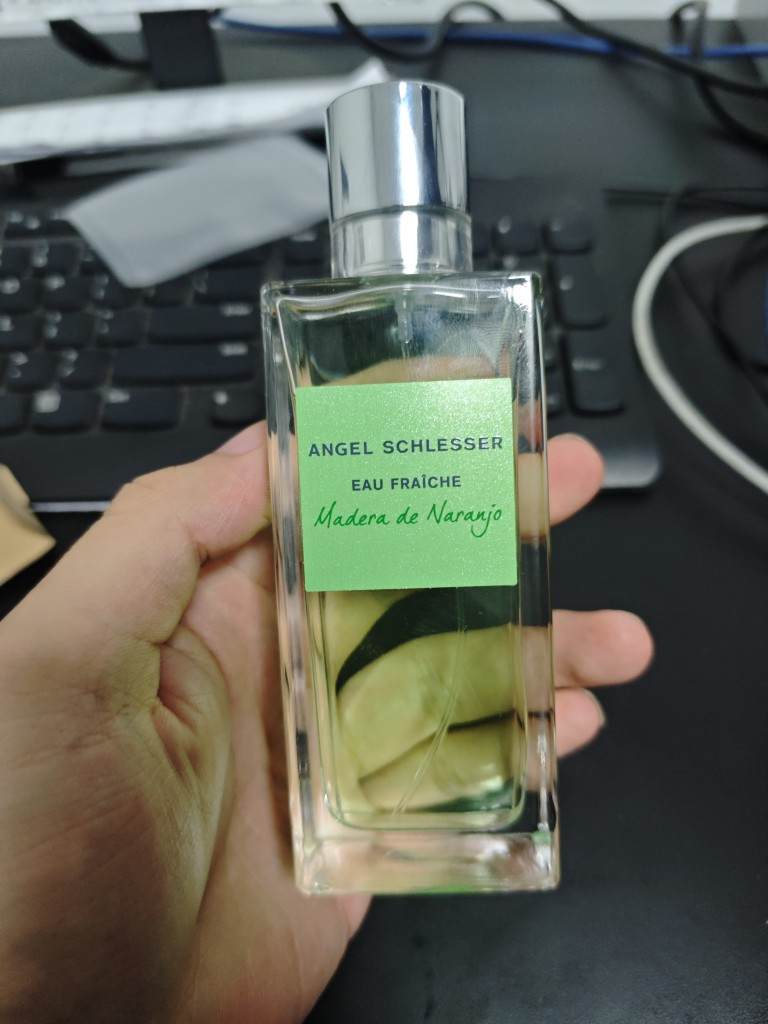 ANGEL SCHLESSER
EAU FRAÎCHE
Madera de Naranjo